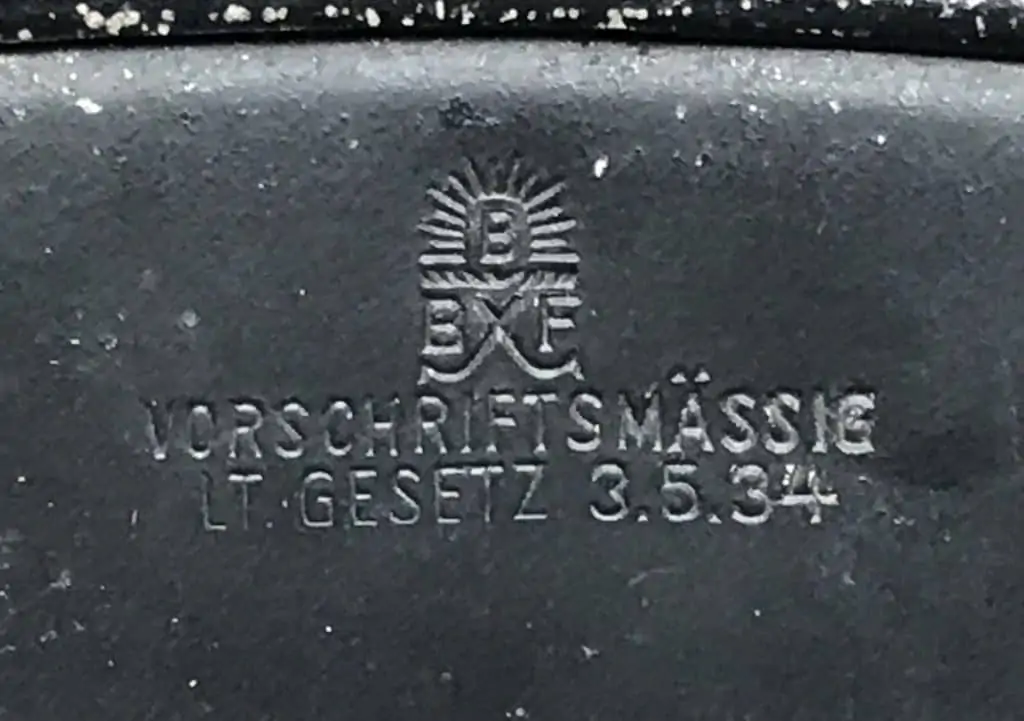 B
BXF
VORSCHRIFTSMÄSSIG
LT. GESETZ 3.5.34